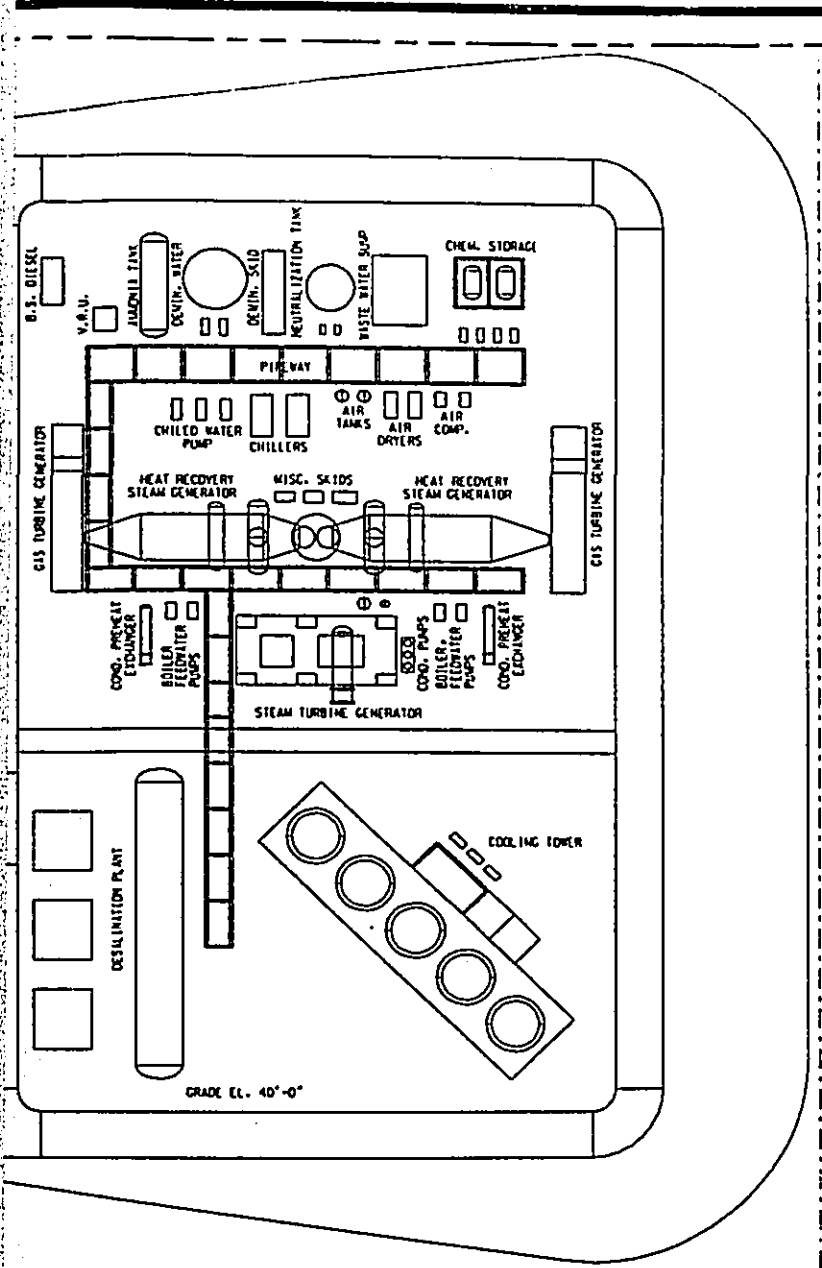 B.S. DIESEL
V.R.U.
TANK
DEMIN. WATER
DEMIN. SKID
NEUTRALIZATION TANK
WASTE WATER SUMP
CHEM. STORAGE
PIPEWAY
CHILLED WATER
PUMP
CHILLERS
AIR
TANKS
AIR
DRYERS
AIR
COMP.
GAS TURBINE GENERATOR
HEAT RECOVERY
STEAM GENERATOR
MISC. SKIDS
HEAT RECOVERY
STEAM GENERATOR
GAS TURBINE GENERATOR
COND. PREHEAT
EXCHANGER
BOILER
FEEDWATER
PUMPS
STEAM TURBINE GENERATOR
COND. PUMPS
BOILER.
FEEDWATER
PUMPS
COND. PREHEAT
EXCHANGER
DESALINATION PLANT
COOLING TOWER
GRADE EL. 40'-0"